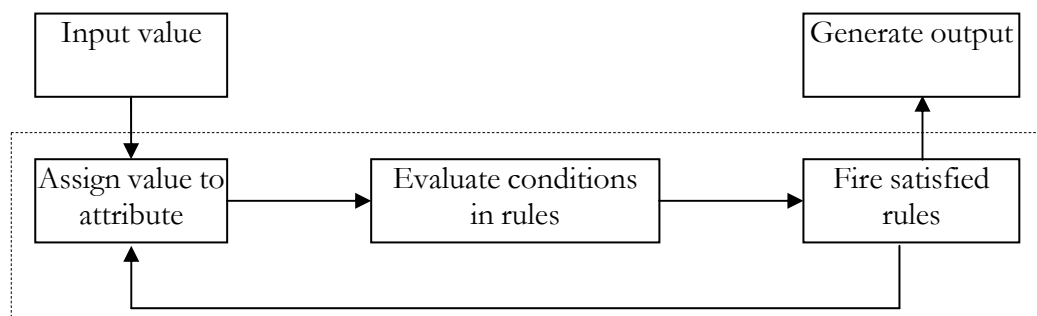 Input value
Generate output
Assign value to
attribute
Evaluate conditions
in rules
Fire satisfied
rules